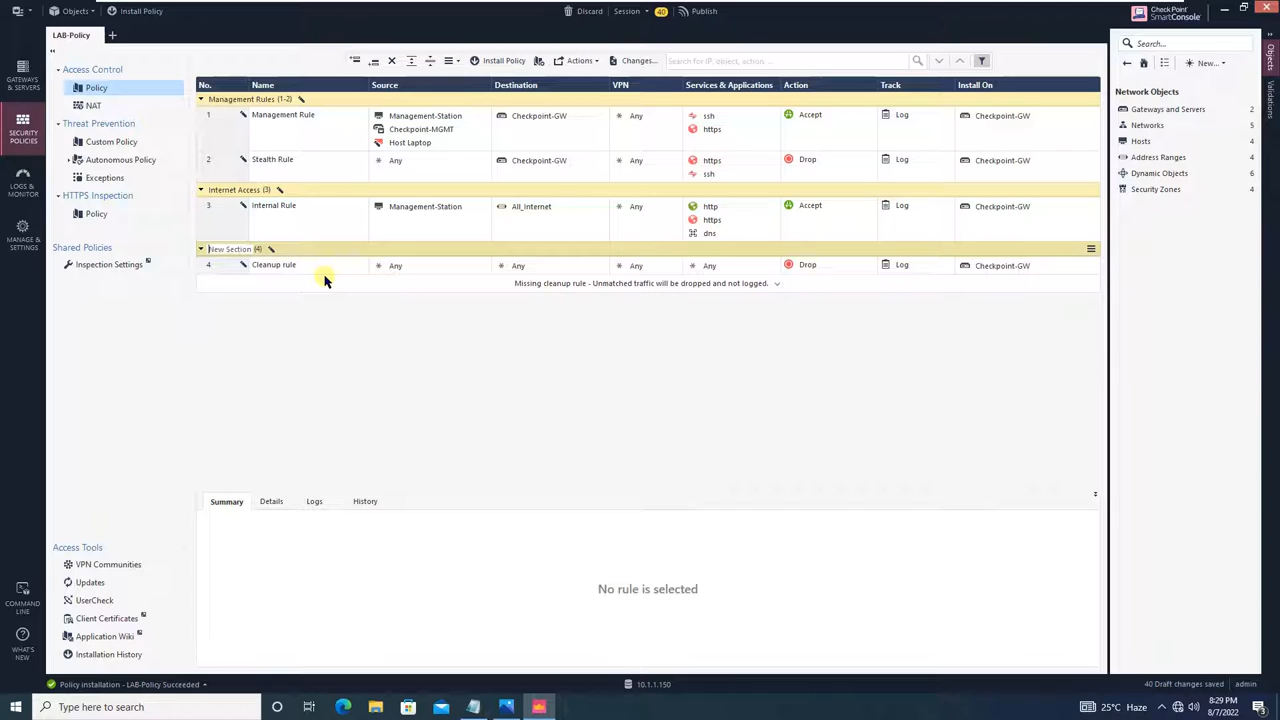 Objects
Install Policy
Discard
Session
40
Publish
Check Point
SmartConsole
LAB-Policy
GATEWAYS
& SERVERS
SECURITY
POLICIES
LOGS &
MONITOR
MANAGE &
SETTINGS
COMMAND
LINE
WHAT'S
NEW
Access Control
Policy
NAT
Threat Prevention
Custom Policy
Autonomous Policy
Exceptions
HTTPS Inspection
Policy
Shared Policies
Inspection Settings
Access Tools
VPN Communities
Updates
UserCheck
Client Certificates
Application Wiki
Installation History
Install Policy
Actions
Changes...
Search for IP, object, action, ...
No. Name Source Destination VPN Services & Applications Action Track Install On
Management Rules (1-2)
1 Management Rule Management-Station Checkpoint-GW Any ssh Accept Log Checkpoint-GW
Checkpoint-MGMT https
Host Laptop
2 Stealth Rule Any Checkpoint-GW Any https Drop Log Checkpoint-GW
ssh
Internet Access (3)
3 Internal Rule Management-Station All_Internet Any http Accept Log Checkpoint-GW
https
dns
New Section (4)
4 Cleanup rule Any Any Any Any Drop Log Checkpoint-GW
Missing cleanup rule - Unmatched traffic will be dropped and not logged.
Summary Details Logs History
No rule is selected
Search...
New...
Network Objects
Gateways and Servers 2
Networks 5
Hosts 4
Address Ranges 4
Dynamic Objects 6
Security Zones 4
Objects
Validations
Policy installation - LAB-Policy Succeeded
10.1.1.150
40 Draft changes saved
admin
Type here to search
25°C Haze
8:29 PM
8/7/2022
3